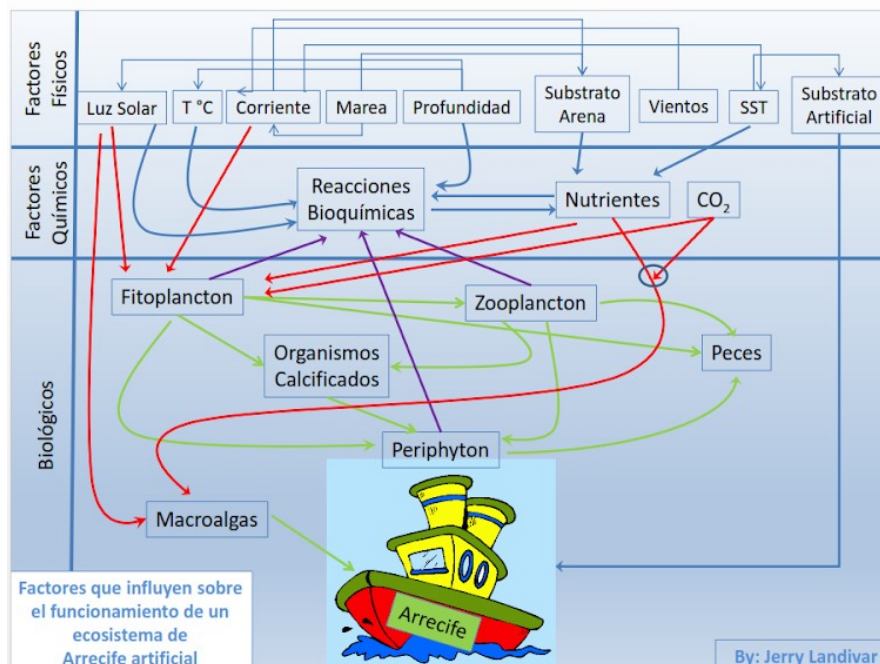 Factores
Físicos
Luz Solar
T °C
Corriente
Marea
Profundidad
Substrato
Arena
Vientos
SST
Substrato
Artificial
Factores
Químicos
Reacciones
Bioquímicas
Nutrientes
CO₂
Biológicos
Fitoplancton
Zooplancton
Organismos
Calcificados
Peces
Periphyton
Macroalgas
Arrecife
Factores que influyen sobre
el funcionamiento de un
ecosistema de
Arrecife artificial
By: Jerry Landivar